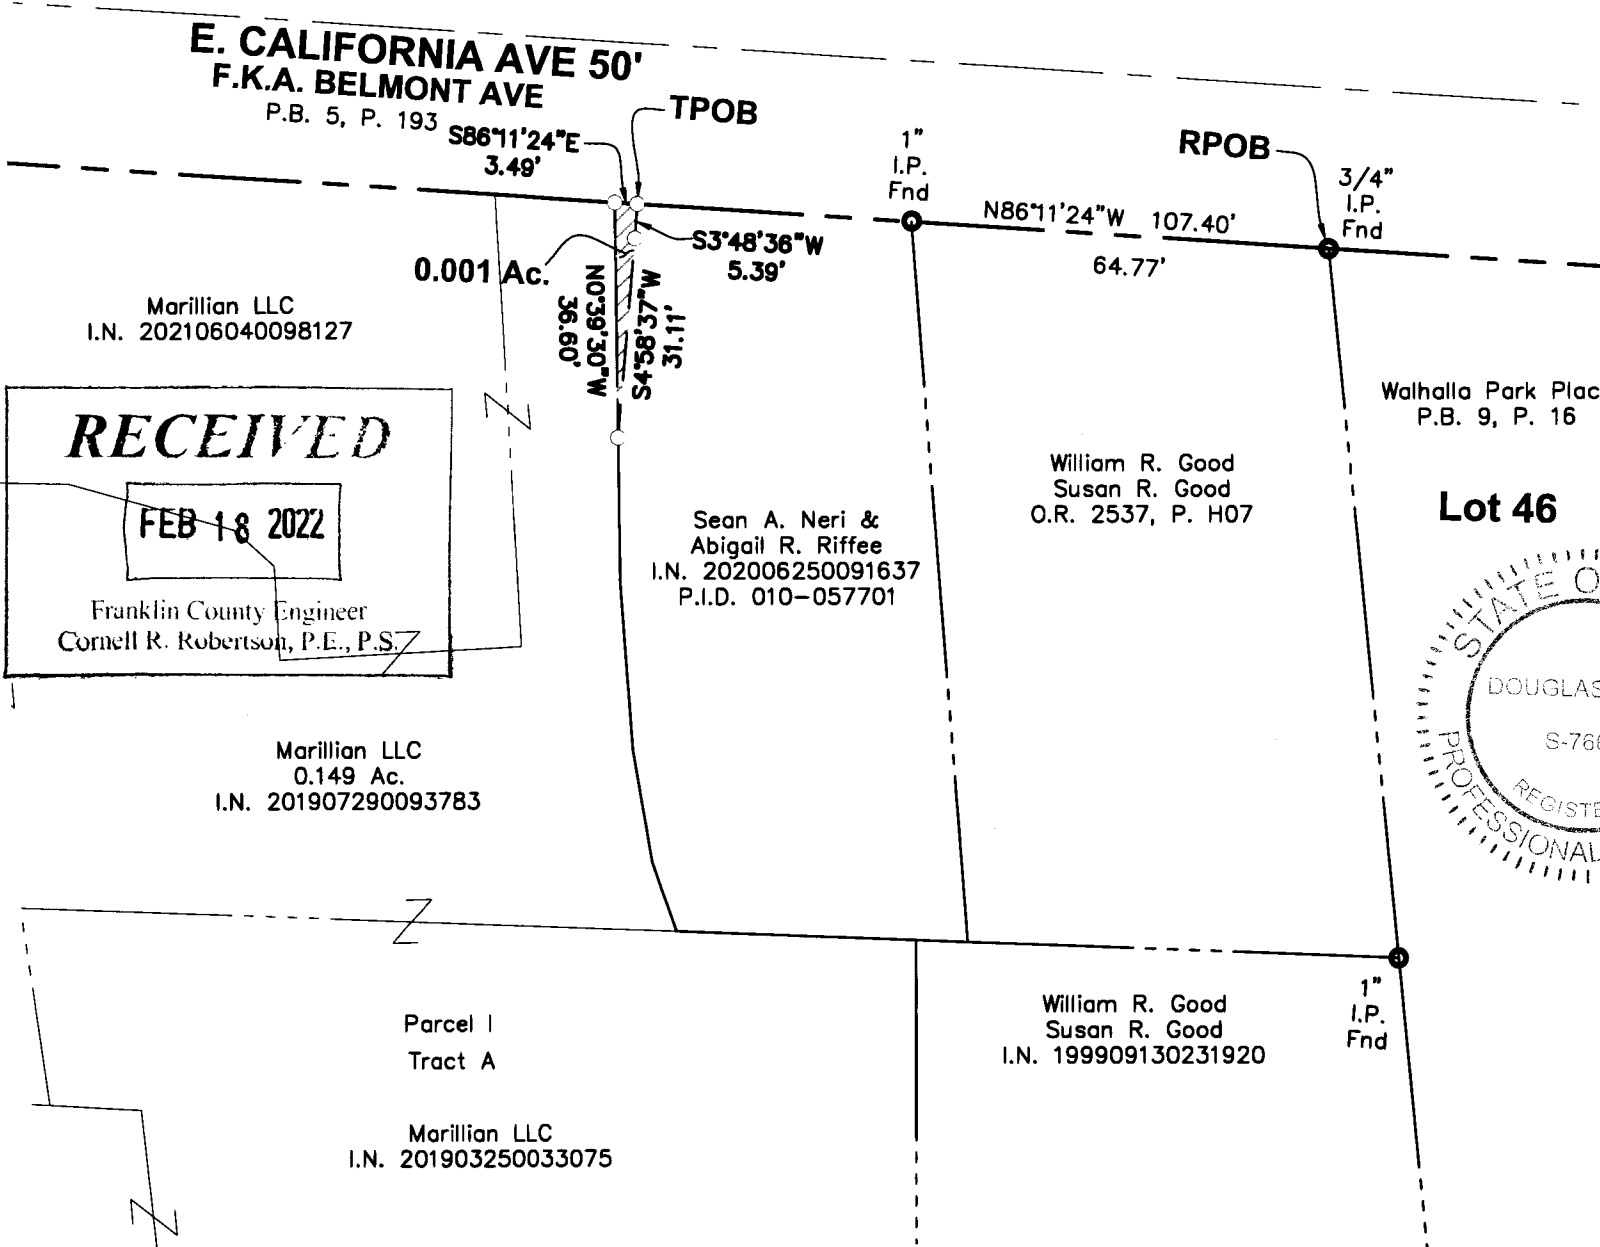 E. CALIFORNIA AVE 50'
F.K.A. BELMONT AVE
P.B. 5, P. 193
S86°11'24"E
3.49'
TPOB
1"
I.P.
Fnd
RPOB
3/4"
I.P.
Fnd
N86°11'24"W 107.40'
64.77'
S3°48'36"W
5.39'
0.001 Ac.
N0°39'30"W
36.60'
S4°58'37"W
31.11'
Marillian LLC
I.N. 202106040098127
RECEIVED
FEB 18 2022
Franklin County Engineer
Cornell R. Robertson, P.E., P.S.
Walhalla Park Plac
P.B. 9, P. 16
Lot 46
William R. Good
Susan R. Good
O.R. 2537, P. H07
Sean A. Neri &
Abigail R. Riffee
I.N. 202006250091637
P.I.D. 010-057701
STATE O
DOUGLAS
S-766
REGISTE
PROFESSIONAL
Marillian LLC
0.149 Ac.
I.N. 201907290093783
1"
I.P.
Fnd
William R. Good
Susan R. Good
I.N. 199909130231920
Parcel I
Tract A
Marillian LLC
I.N. 201903250033075